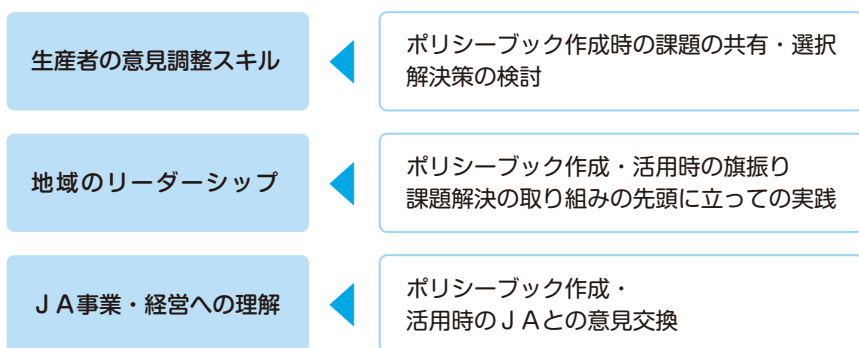 生産者の意見調整スキル
ポリシーブック作成時の課題の共有・選択
解決策の検討
地域のリーダーシップ
ポリシーブック作成・活用時の旗振り
課題解決の取り組みの先頭に立っての実践
ＪＡ事業・経営への理解
ポリシーブック作成・
活用時のＪＡとの意見交換